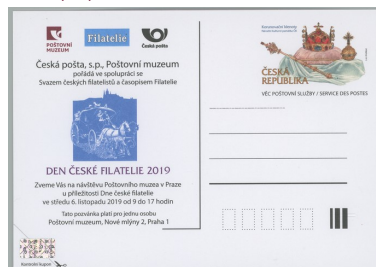 POŠTOVNÍ
MUZEUM
Filatelie
Česká pošta
Česká pošta, s.p., Poštovní muzeum
pořádá ve spolupráci se
Svazem českých filatelistů a časopisem Filatelie
DEN ČESKÉ FILATELIE 2019
Zveme Vás na návštěvu Poštovního muzea v Praze
u příležitosti Dne české filatelie
ve středu 6. listopadu 2019 od 9 do 17 hodin
Tato pozvánka platí pro jednu osobu
Poštovní muzeum, Nové mlýny 2, Praha 1
Kontrolní kupon
Korunovační klenoty
ČESKÁ
REPUBLIKA
VĚC POŠTOVNÍ SLUŽBY / SERVICE DES POSTES